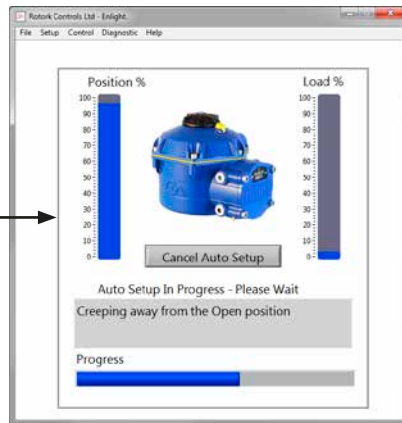 Rotork Controls Ltd - Enlight.
File Setup Control Diagnostic Help
Position % Load %
100 100
90 90
80 80
70 70
60 60
50 50
40 40
30 30
20 20
10 10
0 0
Cancel Auto Setup
Auto Setup In Progress - Please Wait
Creeping away from the Open position
Progress